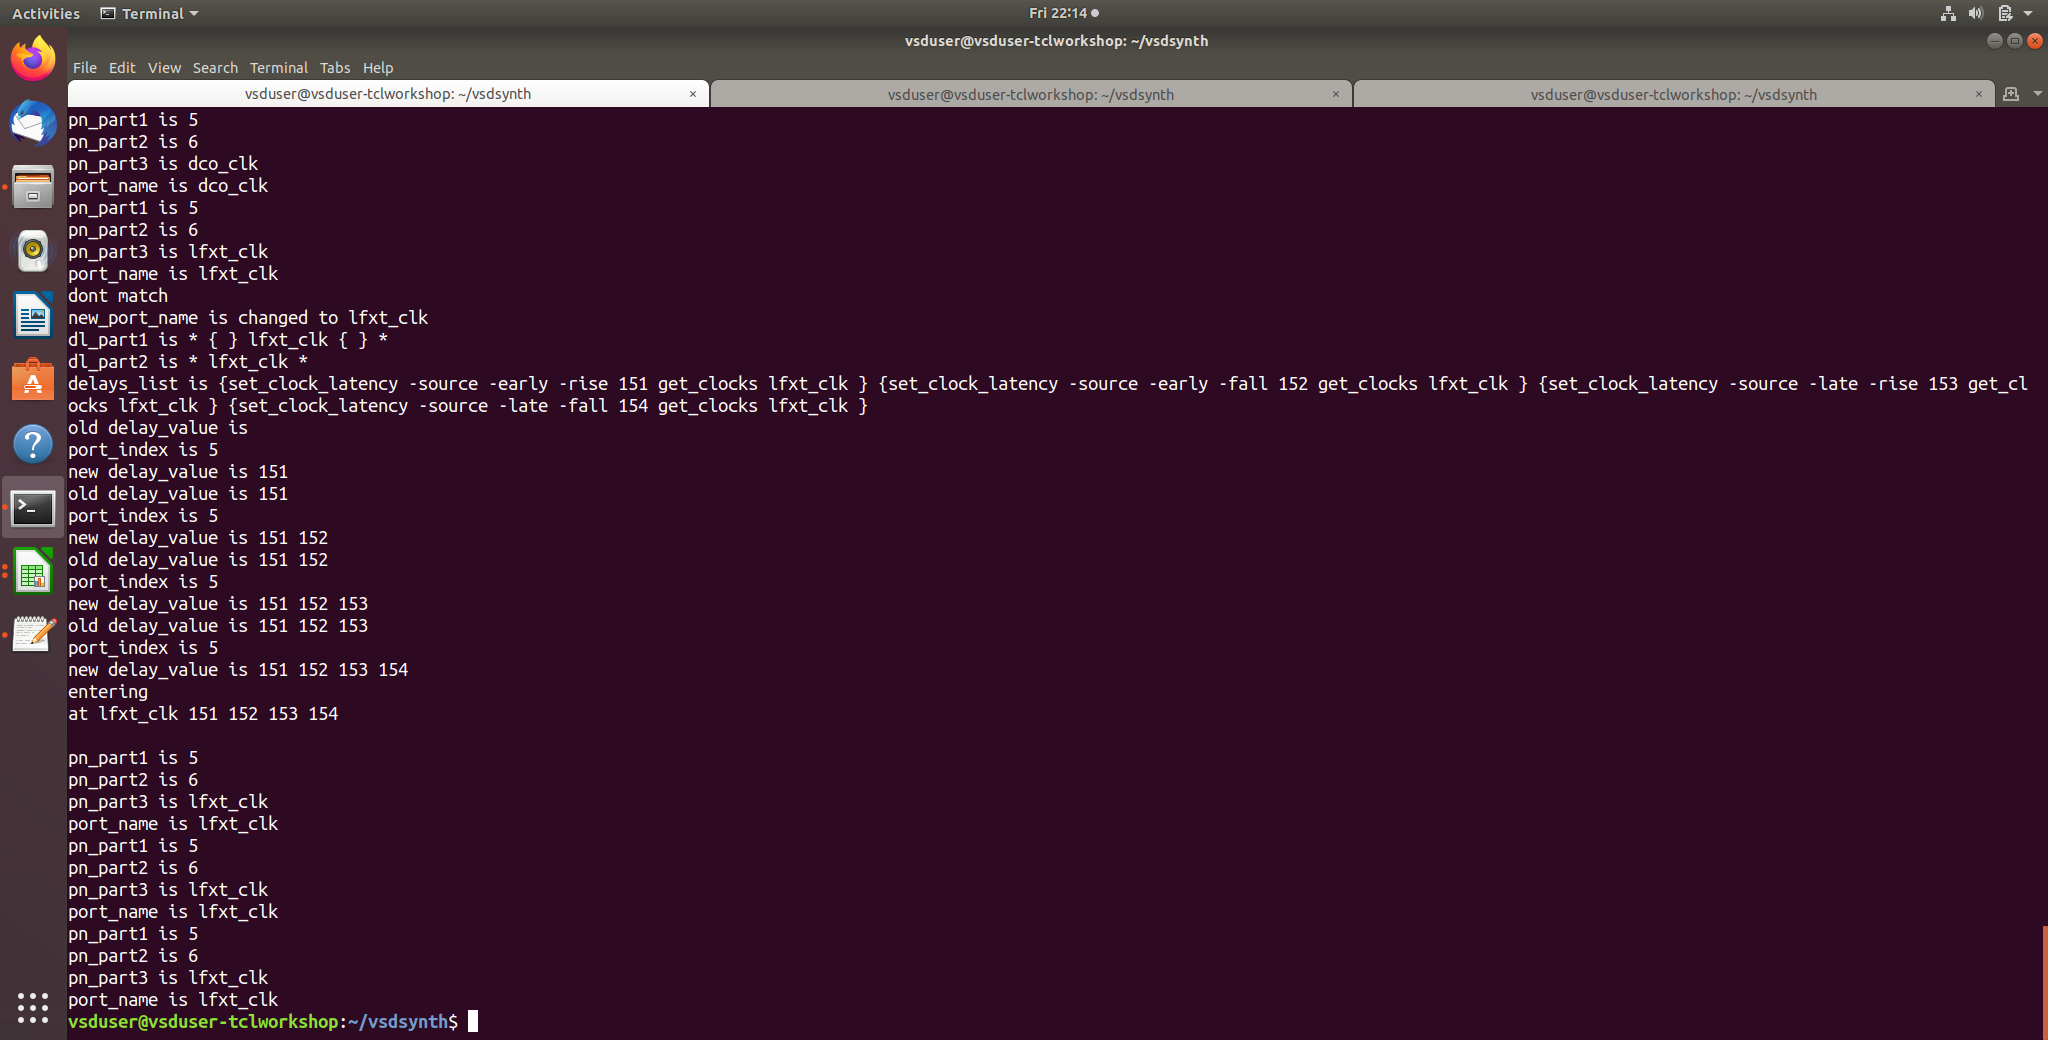 Activities Terminal Fri 22:14
vsduser@vsduser-tclworkshop: ~/vsdsynth
File Edit View Search Terminal Tabs Help
vsduser@vsduser-tclworkshop: ~/vsdsynth × vsduser@vsduser-tclworkshop: ~/vsdsynth × vsduser@vsduser-tclworkshop: ~/vsdsynth ×
pn_part1 is 5
pn_part2 is 6
pn_part3 is dco_clk
port_name is dco_clk
pn_part1 is 5
pn_part2 is 6
pn_part3 is lfxt_clk
port_name is lfxt_clk
dont match
new_port_name is changed to lfxt_clk
dl_part1 is * { } lfxt_clk { } *
dl_part2 is * lfxt_clk *
delays_list is {set_clock_latency -source -early -rise 151 get_clocks lfxt_clk } {set_clock_latency -source -early -fall 152 get_clocks lfxt_clk } {set_clock_latency -source -late -rise 153 get_cl
ocks lfxt_clk } {set_clock_latency -source -late -fall 154 get_clocks lfxt_clk }
old delay_value is
port_index is 5
new delay_value is 151
old delay_value is 151
port_index is 5
new delay_value is 151 152
old delay_value is 151 152
port_index is 5
new delay_value is 151 152 153
old delay_value is 151 152 153
port_index is 5
new delay_value is 151 152 153 154
entering
at lfxt_clk 151 152 153 154
pn_part1 is 5
pn_part2 is 6
pn_part3 is lfxt_clk
port_name is lfxt_clk
pn_part1 is 5
pn_part2 is 6
pn_part3 is lfxt_clk
port_name is lfxt_clk
pn_part1 is 5
pn_part2 is 6
pn_part3 is lfxt_clk
port_name is lfxt_clk
vsduser@vsduser-tclworkshop:~/vsdsynth$